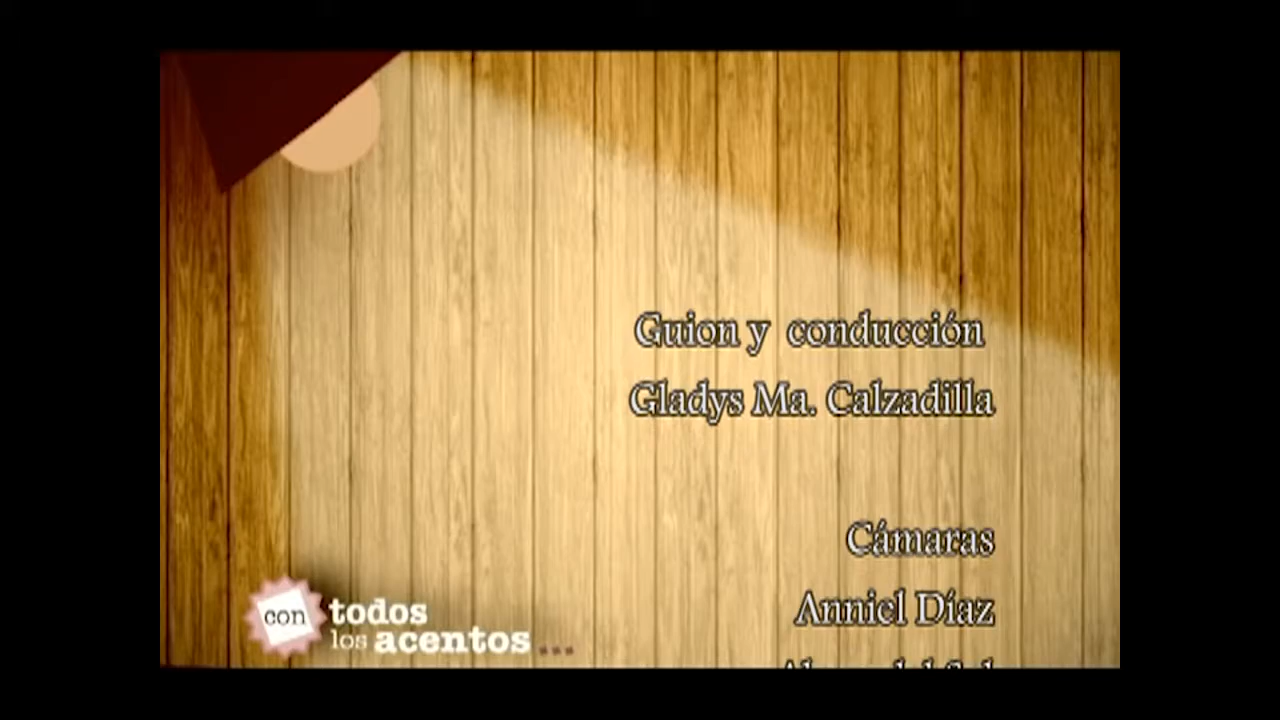 Guion y conducción
Gladys Ma. Calzadilla
Cámaras
Anniel Díaz
con todos
los acentos...